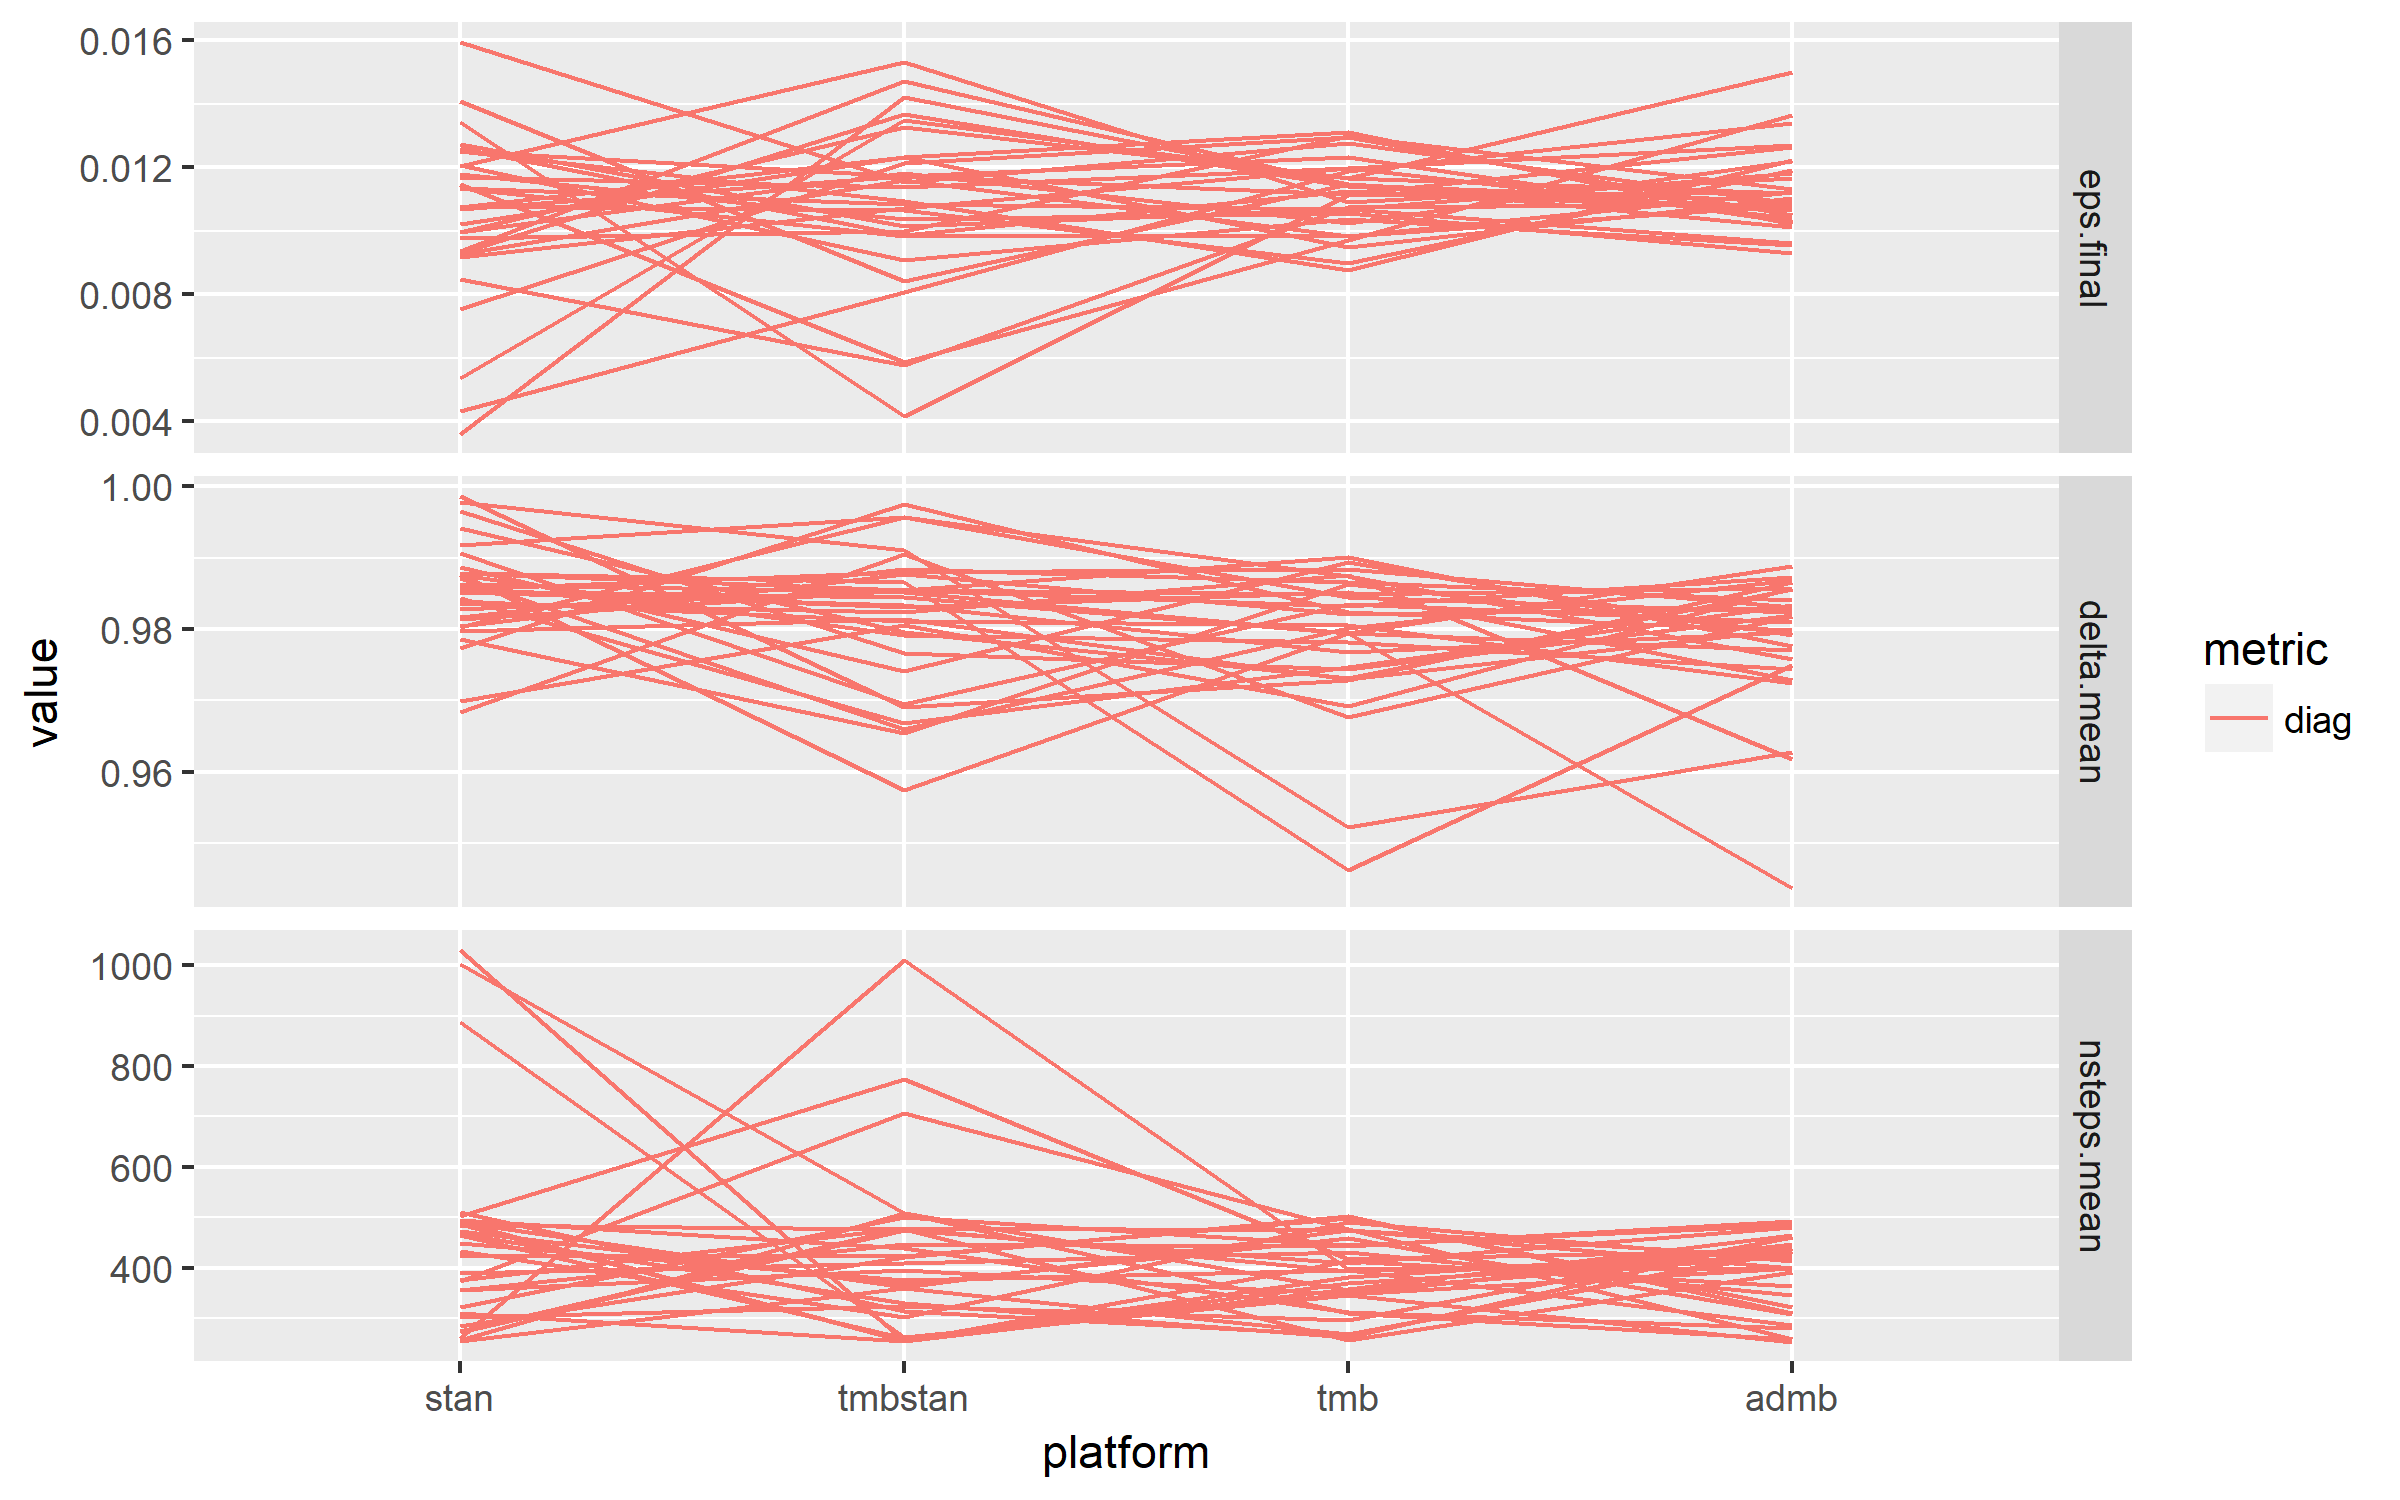 value
0.016
0.012
0.008
0.004
eps.final
1.00
0.98
0.96
delta.mean
1000
800
600
400
nsteps.mean
stan
tmbstan
tmb
admb
platform
metric
diag